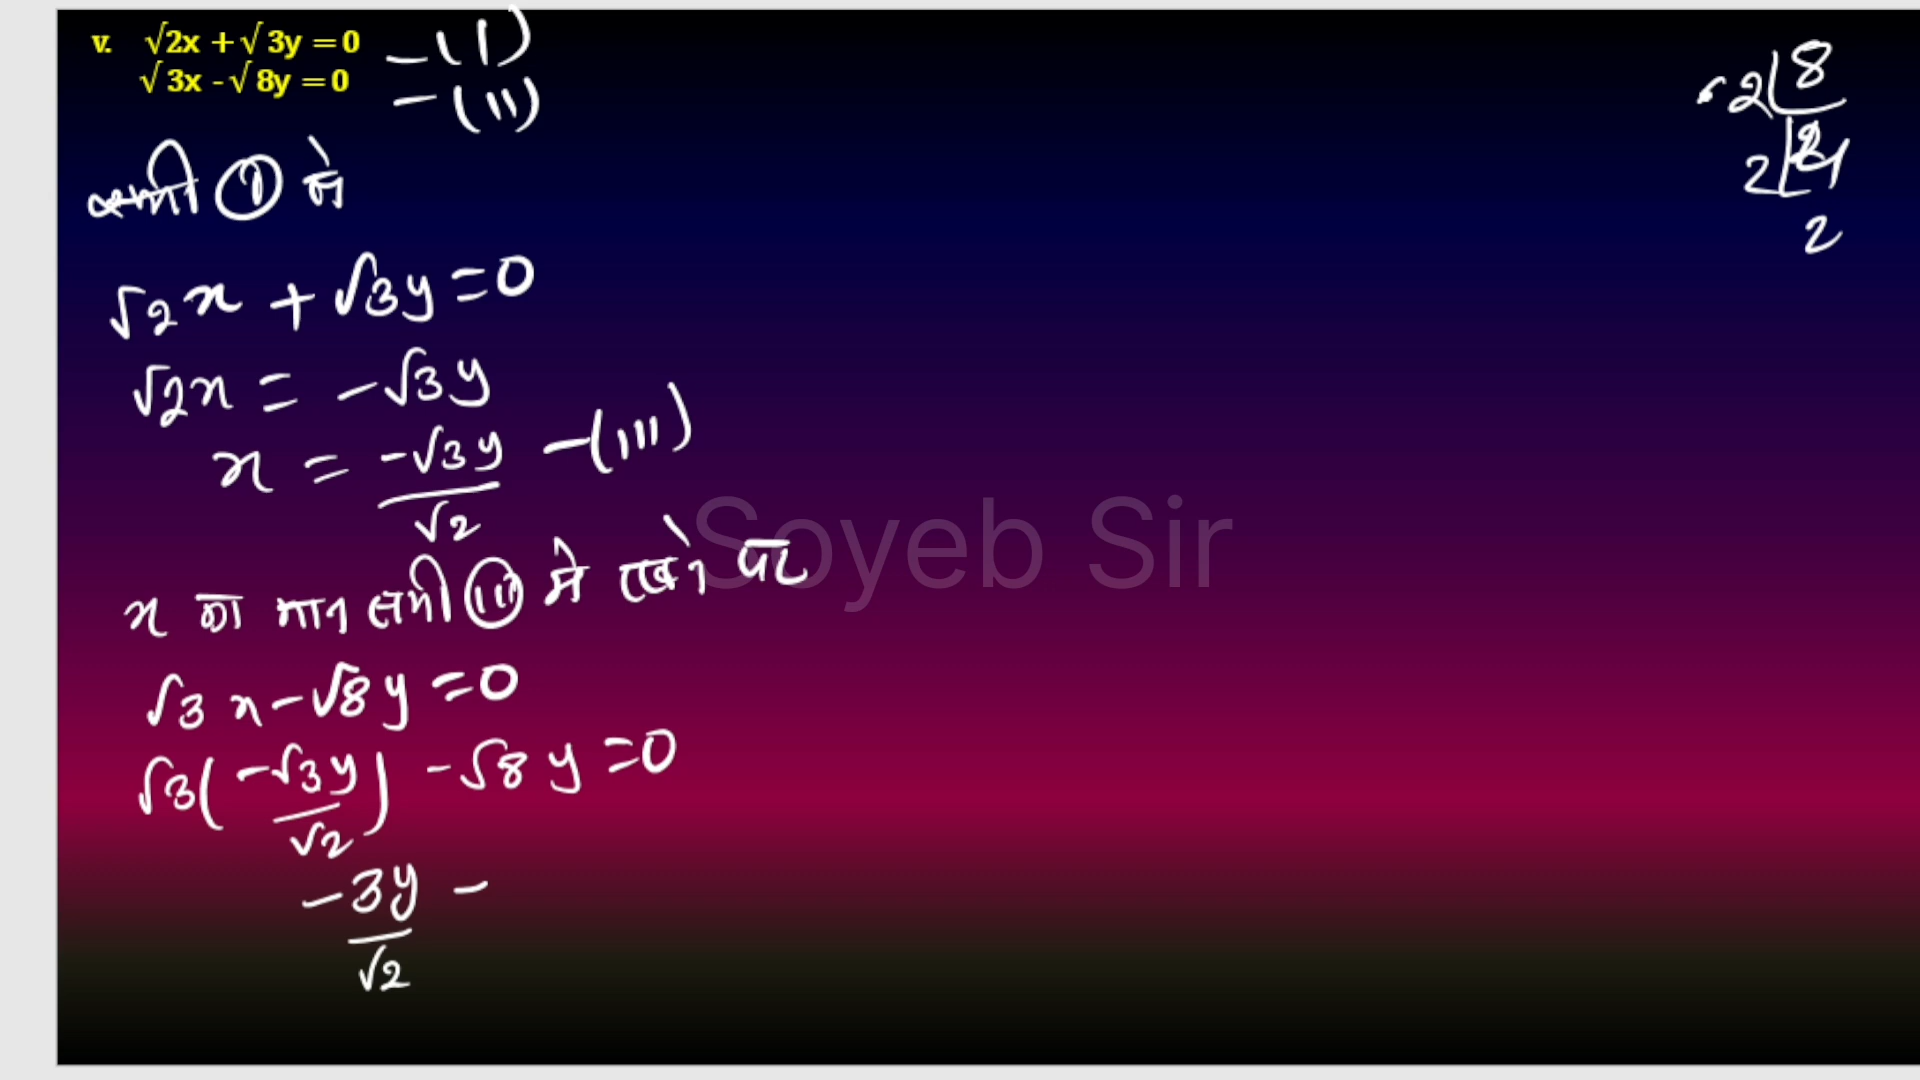 v. √2x + √3y = 0 - (I)
√3x - √8y = 0 - (II)
समी ① से
√2x + √3y = 0
√2x = -√3y
x = -√3y/√2 - (III)
x का मान समी (III) मे रखने पर
√3x - √8y = 0
√3(-√3y/√2) - √8y = 0
-3y/√2 -
2|8
2|4
2
Soyeb Sir